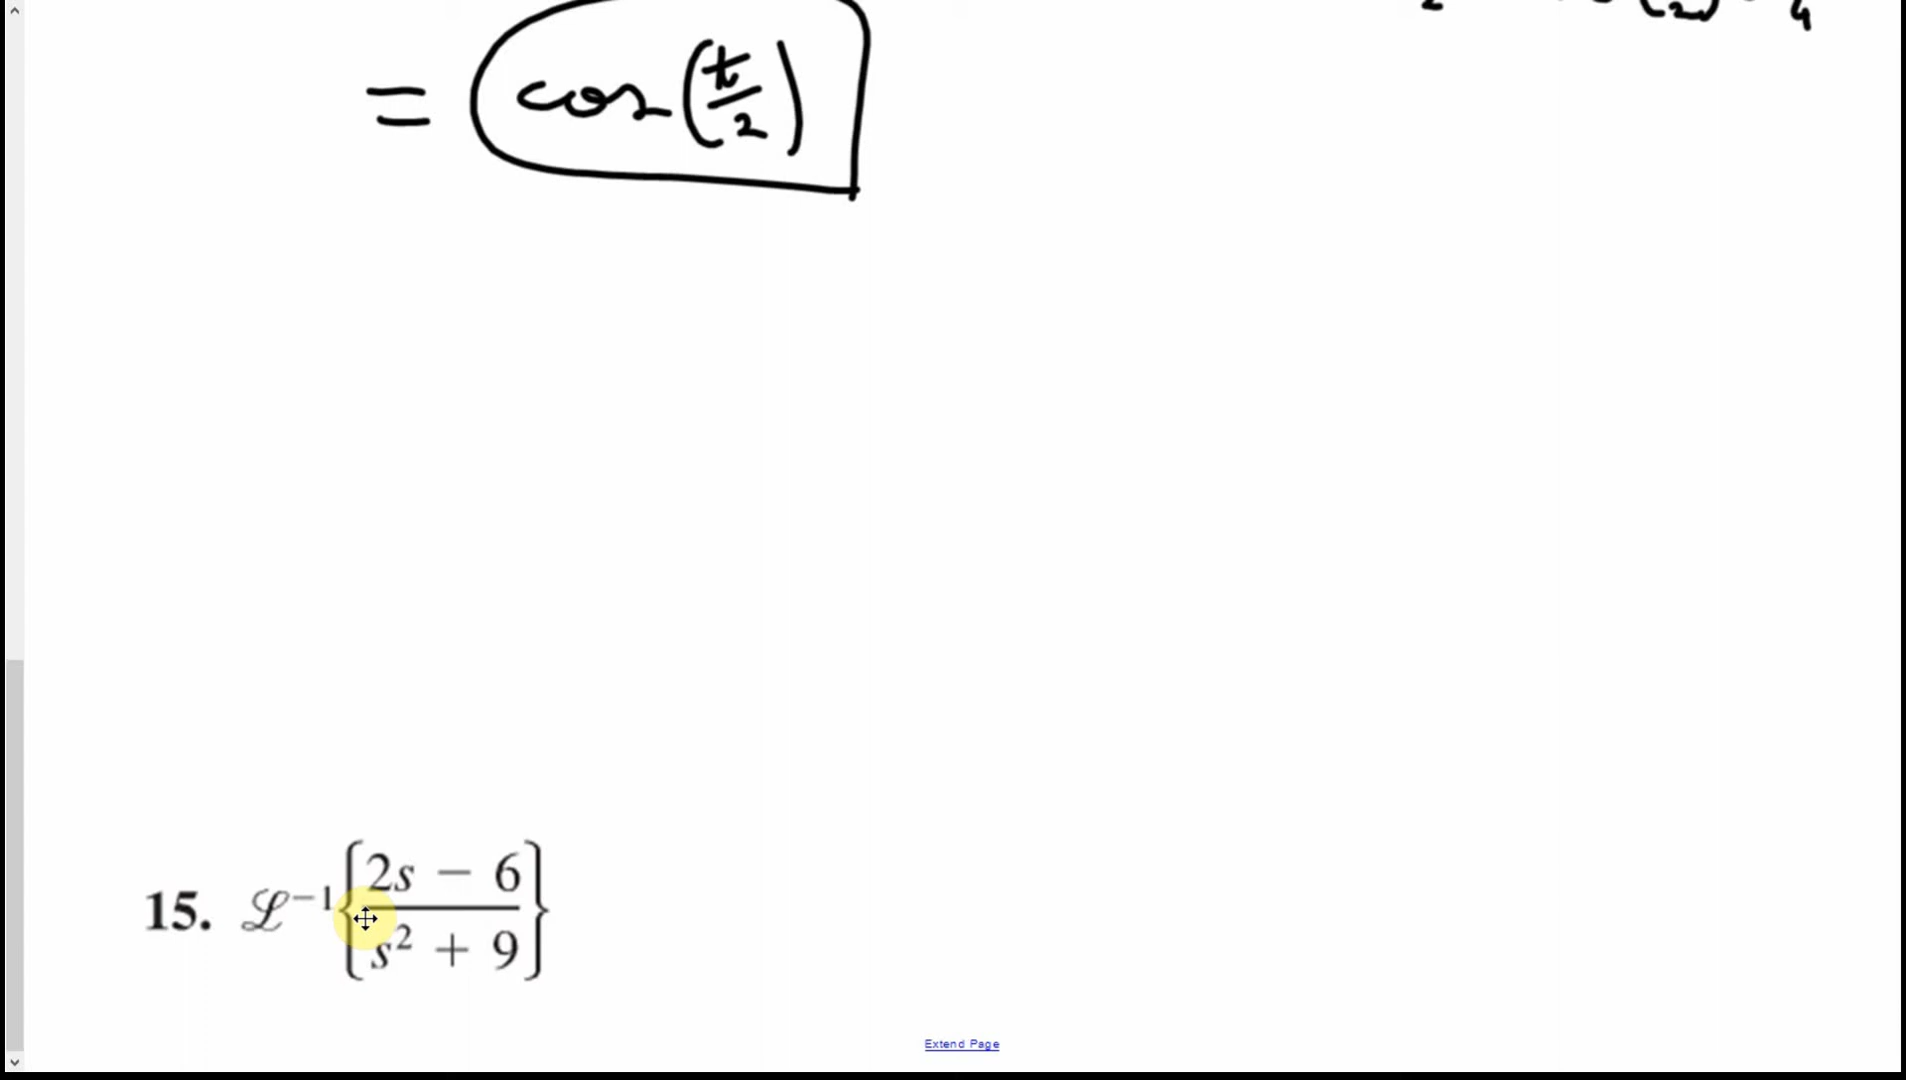 = cos(t/2)
15. ℒ⁻¹{(2s − 6)/(s² + 9)}
Extend Page